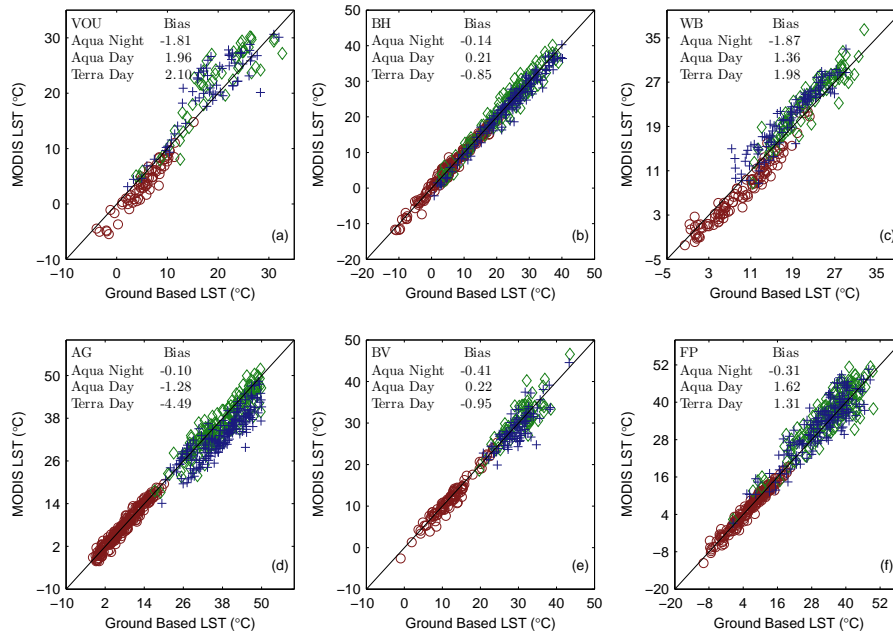 VOU Bias
Aqua Night -1.81
Aqua Day 1.96
Terra Day 2.10
(a)
30
20
10
0
−10
−10 0 10 20 30
MODIS LST (°C)
Ground Based LST (°C)
BH Bias
Aqua Night -0.14
Aqua Day 0.21
Terra Day -0.85
(b)
50
40
30
20
10
0
−10
−20
−20 −10 0 10 20 30 40 50
MODIS LST (°C)
Ground Based LST (°C)
WB Bias
Aqua Night -1.87
Aqua Day 1.36
Terra Day 1.98
(c)
35
27
19
11
3
−5
−5 3 11 19 27 35
MODIS LST (°C)
Ground Based LST (°C)
AG Bias
Aqua Night -0.10
Aqua Day -1.28
Terra Day -4.49
(d)
50
38
26
14
2
−10
−10 2 14 26 38 50
MODIS LST (°C)
Ground Based LST (°C)
BV Bias
Aqua Night -0.41
Aqua Day 0.22
Terra Day -0.95
(e)
50
40
30
20
10
0
−10
−10 0 10 20 30 40 50
MODIS LST (°C)
Ground Based LST (°C)
FP Bias
Aqua Night -0.31
Aqua Day 1.62
Terra Day 1.31
(f)
52
40
28
16
4
−8
−20
−20 −8 4 16 28 40 52
MODIS LST (°C)
Ground Based LST (°C)